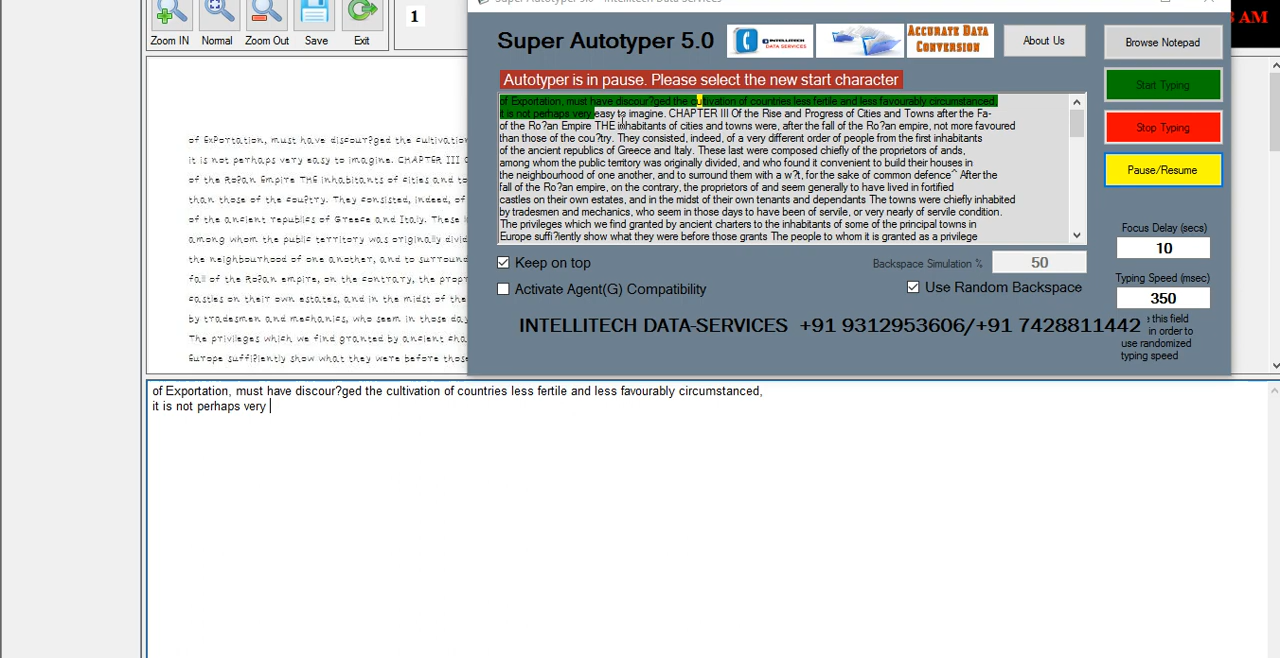 Zoom IN
Normal
Zoom Out
Save
Exit
1
AM
Super Autotyper 5.0
INTELLITECH
DATA SERVICES
ACCURATE DATA
CONVERSION
About Us
Browse Notepad
Autotyper is in pause. Please select the new start character
Start Typing
Stop Typing
Pause/Resume
of Exportation, must have discour?ged the cultivation of countries less fertile and less favourably circumstanced,
it is not perhaps very easy to imagine. CHAPTER III Of the Rise and Progress of Cities and Towns after the Fa-
of the Ro?an Empire THE inhabitants of cities and towns were, after the fall of the Ro?an empire, not more favoured
than those of the cou?try. They consisted, indeed, of a very different order of people from the first inhabitants
of the ancient republics of Greece and Italy. These last were composed chiefly of the proprietors of ands,
among whom the public territory was originally divided, and who found it convenient to build their houses in
the neighbourhood of one another, and to surround them with a w?t, for the sake of common defence^ After the
fall of the Ro?an empire, on the contrary, the proprietors of and seem generally to have lived in fortified
castles on their own estates, and in the midst of their own tenants and dependants The towns were chiefly inhabited
by tradesmen and mechanics, who seem in those days to have been of servile, or very nearly of servile condition.
The privileges which we find granted by ancient charters to the inhabitants of some of the principal towns in
Europe suffi?iently show what they were before those grants The people to whom it is granted as a privilege
Keep on top
Activate Agent(G) Compatibility
Backspace Simulation %
50
Use Random Backspace
Focus Delay (secs)
10
Typing Speed (msec)
350
this field
in order to
use randomized
typing speed
INTELLITECH DATA-SERVICES +91 9312953606/+91 7428811442
of ExPortation, must have discour?ged the cultivation
it is not perhaps very easy to imagine. CHAPTER III O
of the Ro?an Empire THE inhabitants of cities and to
than those of the cou?try. They consisted, indeed, of
of the ancient republics of Greece and Italy. These l
among whom the public territory was originally divid
the neighbourhood of one another, and to surroun
fall of the Ro?an empire, on the contrary, the propr
castles on their own estates, and in the midst of the
by tradesmen and mechanics, who seem in those day
The privileges which we find granted by ancient cha
Europe suffi?iently show what they were before thos
of Exportation, must have discour?ged the cultivation of countries less fertile and less favourably circumstanced,
it is not perhaps very